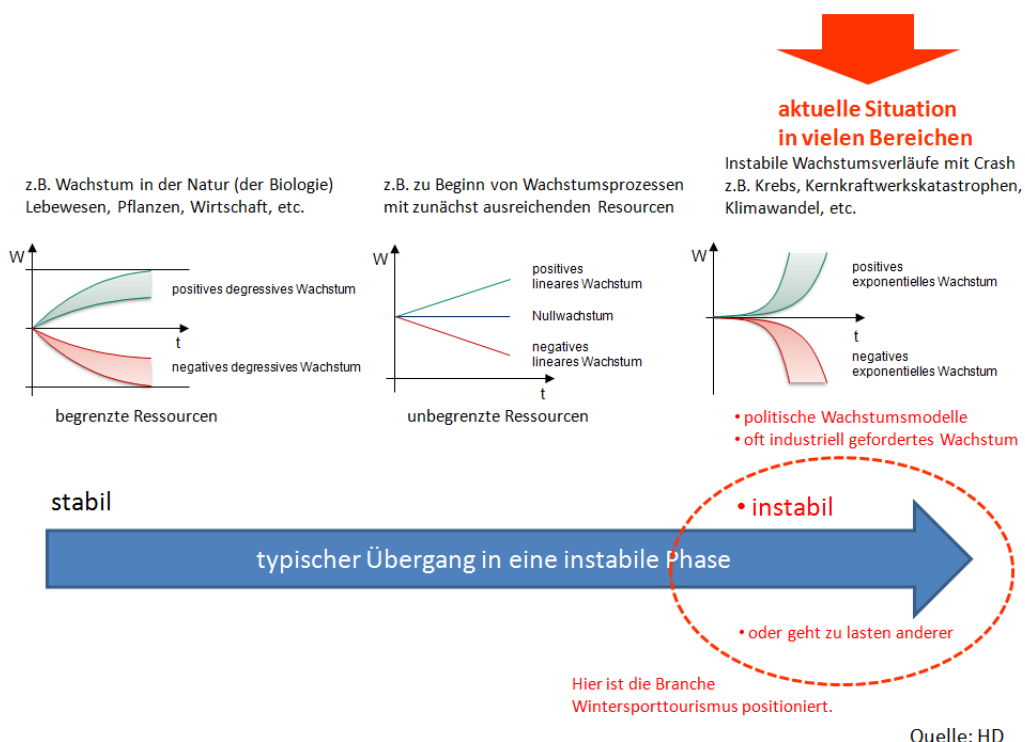 aktuelle Situation
in vielen Bereichen
z.B. Wachstum in der Natur (der Biologie)
Lebewesen, Pflanzen, Wirtschaft, etc.
z.B. zu Beginn von Wachstumsprozessen
mit zunächst ausreichenden Resourcen
Instabile Wachstumsverläufe mit Crash
z.B. Krebs, Kernkraftwerkskatastrophen,
Klimawandel, etc.
W
positives degressives Wachstum
t
negatives degressives Wachstum
begrenzte Ressourcen
W
positives
lineares Wachstum
Nullwachstum
negatives
lineares Wachstum
t
unbegrenzte Ressourcen
W
positives
exponentielles Wachstum
t
negatives
exponentielles Wachstum
• politische Wachstumsmodelle
• oft industriell gefordertes Wachstum
stabil
• instabil
typischer Übergang in eine instabile Phase
• oder geht zu lasten anderer
Hier ist die Branche
Wintersporttourismus positioniert.
Quelle: HD